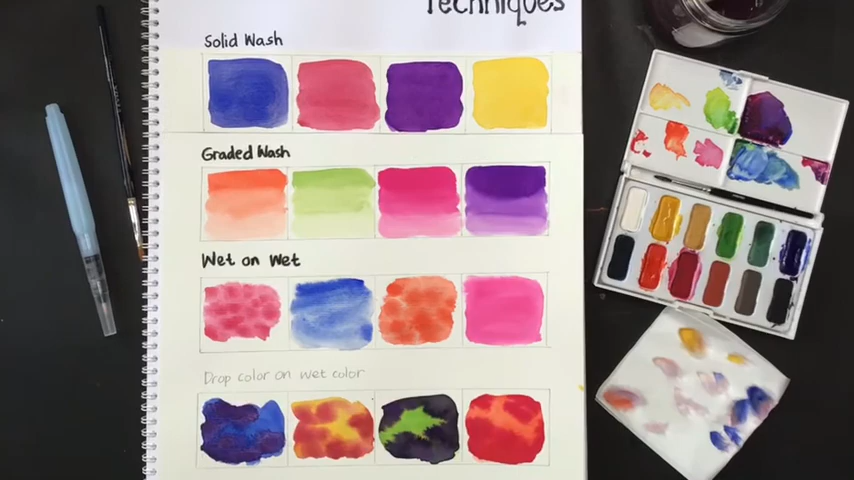 Techniques
Solid Wash
Graded Wash
Wet on Wet
Drop color on wet color